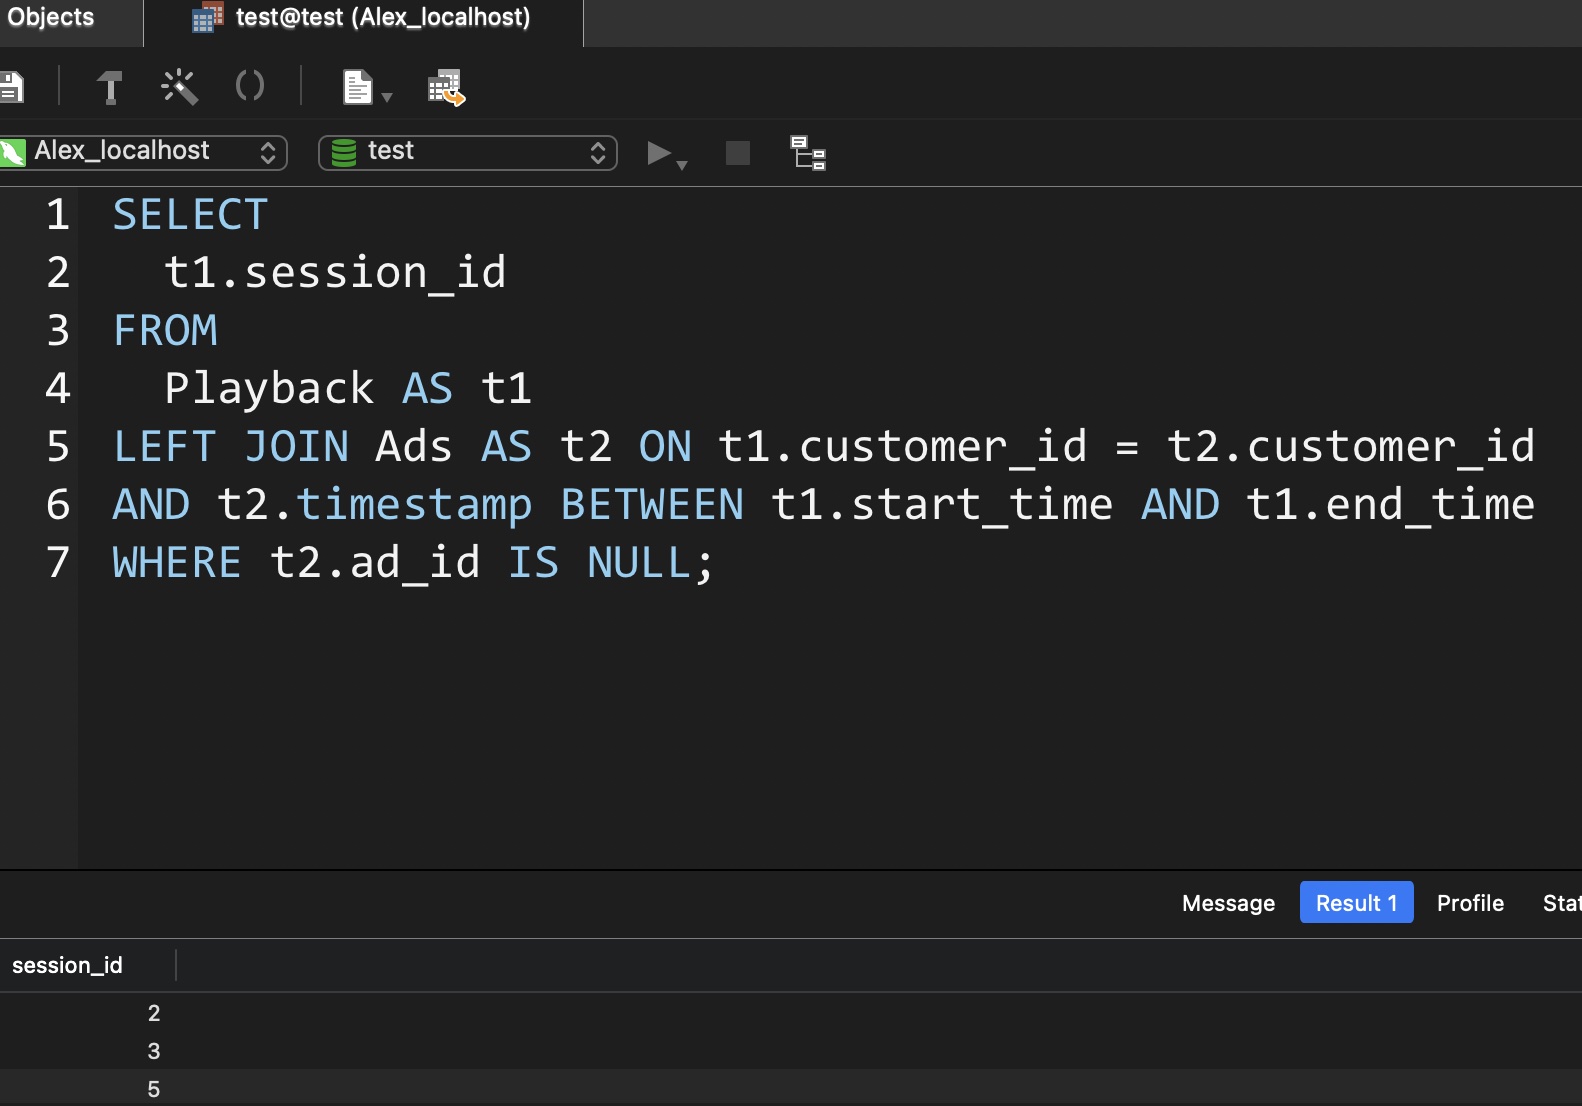 Objects
test@test (Alex_localhost)
Alex_localhost
test
1 SELECT
2 t1.session_id
3 FROM
4 Playback AS t1
5 LEFT JOIN Ads AS t2 ON t1.customer_id = t2.customer_id
6 AND t2.timestamp BETWEEN t1.start_time AND t1.end_time
7 WHERE t2.ad_id IS NULL;
Message Result 1 Profile
session_id
2
3
5